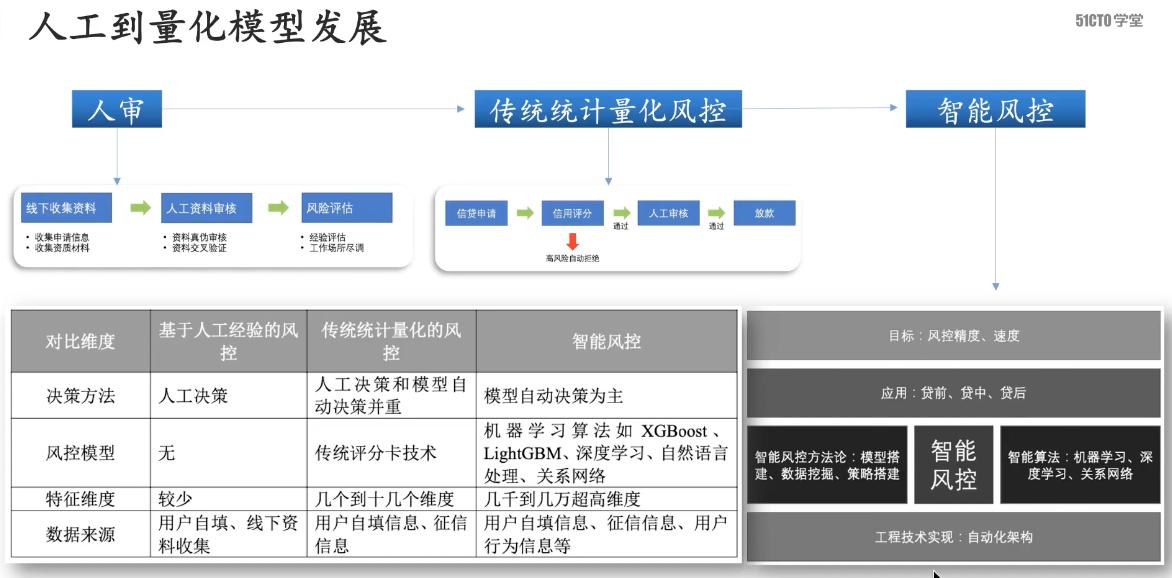 人工到量化模型发展
51CTO学堂
人审
传统统计量化风控
智能风控
线下收集资料
人工资料审核
风险评估
• 收集申请信息
• 收集资质材料
• 资料真伪审核
• 资料交叉验证
• 经验评估
• 工作场所尽调
信贷申请
信用评分
通过
人工审核
通过
放款
高风险自动拒绝
对比维度
基于人工经验的风
控
传统统计量化的风
控
智能风控
决策方法
人工决策
人工决策和模型自
动决策并重
模型自动决策为主
风控模型
无
传统评分卡技术
机器学习算法如 XGBoost、
LightGBM、深度学习、自然语言
处理、关系网络
特征维度
较少
几个到十几个维度
几千到几万超高维度
数据来源
用户自填、线下资
料收集
用户自填信息、征信
信息
用户自填信息、征信信息、用户
行为信息等
目标：风控精度、速度
应用：贷前、贷中、贷后
智能风控方法论：模型搭
建、数据挖掘、策略搭建
智能
风控
智能算法：机器学习、深
度学习、关系网络
工程技术实现：自动化架构